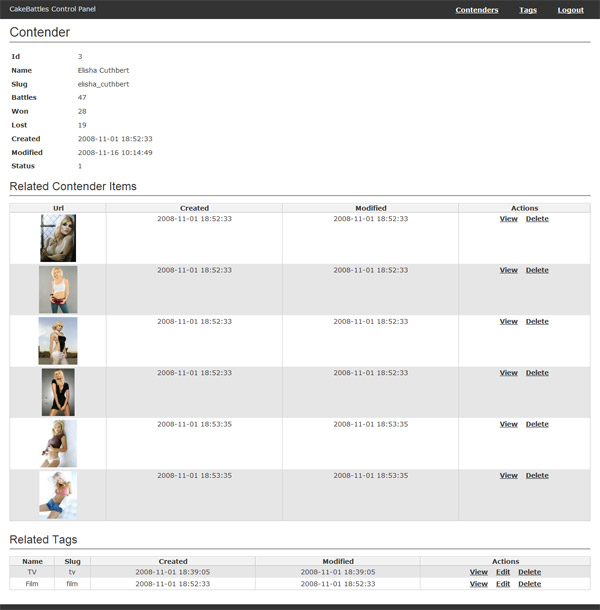 CakeBattles Control Panel Contenders Tags Logout
Contender
Id 3
Name Elisha Cuthbert
Slug elisha_cuthbert
Battles 47
Won 28
Lost 19
Created 2008-11-01 18:52:33
Modified 2008-11-16 10:14:49
Status 1
Related Contender Items
Url Created Modified Actions
2008-11-01 18:52:33 2008-11-01 18:52:33 View Delete
2008-11-01 18:52:33 2008-11-01 18:52:33 View Delete
2008-11-01 18:52:33 2008-11-01 18:52:33 View Delete
2008-11-01 18:52:33 2008-11-01 18:52:33 View Delete
2008-11-01 18:53:35 2008-11-01 18:53:35 View Delete
2008-11-01 18:53:35 2008-11-01 18:53:35 View Delete
Related Tags
Name Slug Created Modified Actions
TV tv 2008-11-01 18:39:05 2008-11-01 18:39:05 View Edit Delete
Film film 2008-11-01 18:52:33 2008-11-01 18:52:33 View Edit Delete